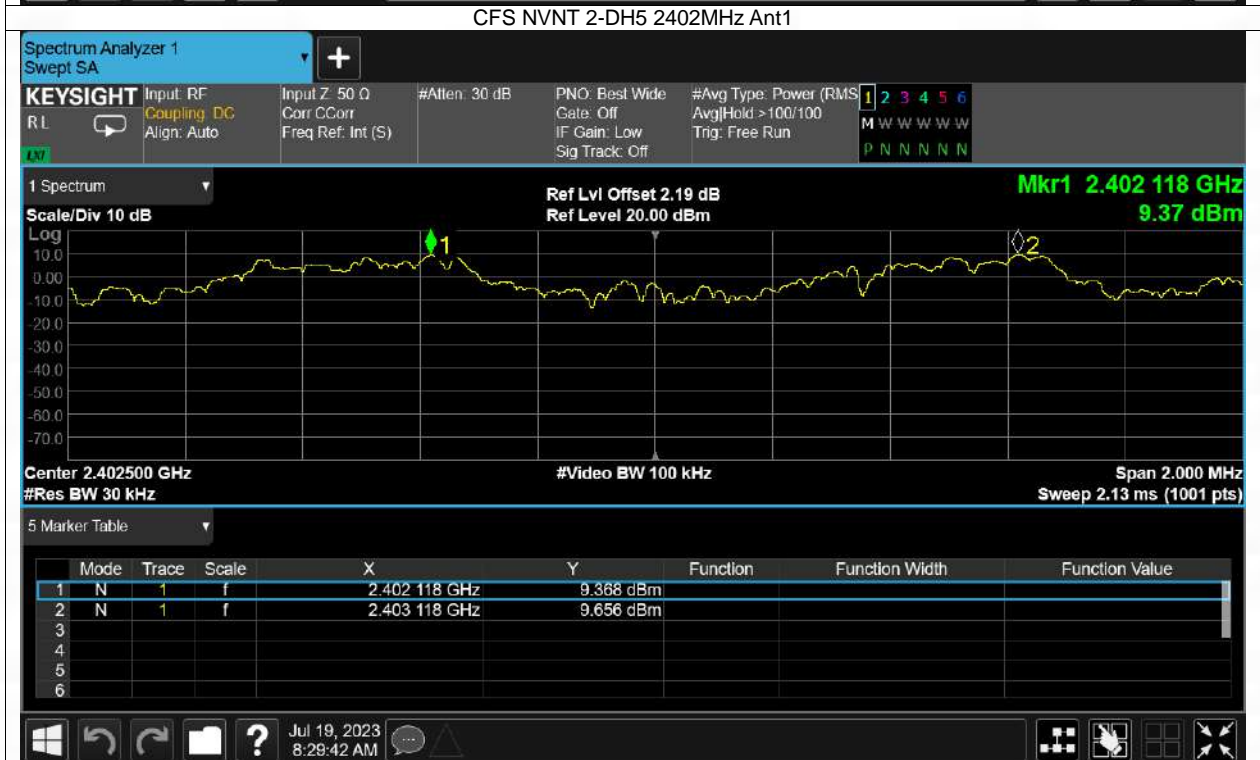 CFS NVNT 2-DH5 2402MHz Ant1
Spectrum Analyzer 1
Swept SA
+
KEYSIGHT Input: RF Input Z: 50 Ω #Atten: 30 dB PNO: Best Wide #Avg Type: Power (RMS 1 2 3 4 5 6
RL Coupling: DC Corr CCorr Gate: Off Avg|Hold >100/100 M W W W W W
Align: Auto Freq Ref: Int (S) IF Gain: Low Trig: Free Run
LXI Sig Track: Off P N N N N N
1 Spectrum Ref Lvl Offset 2.19 dB Mkr1 2.402 118 GHz
Scale/Div 10 dB Ref Level 20.00 dBm 9.37 dBm
Log
1 2
10.0
0.00
-10.0
-20.0
-30.0
-40.0
-50.0
-60.0
-70.0
Center 2.402500 GHz #Video BW 100 kHz Span 2.000 MHz
#Res BW 30 kHz Sweep 2.13 ms (1001 pts)
5 Marker Table
Mode Trace Scale X Y Function Function Width Function Value
1 N 1 f 2.402 118 GHz 9.368 dBm
2 N 1 f 2.403 118 GHz 9.656 dBm
3
4
5
6
? Jul 19, 2023
8:29:42 AM